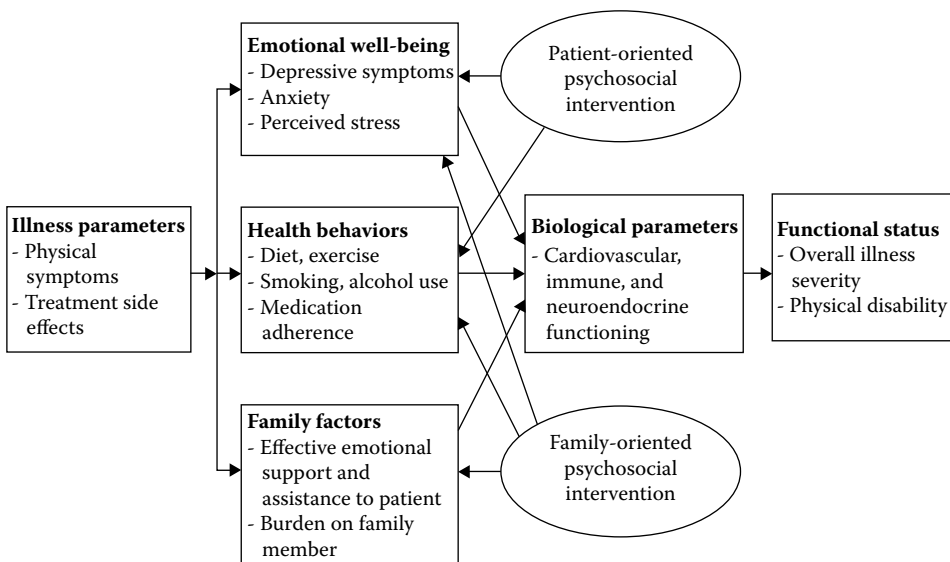 Emotional well-being
- Depressive symptoms
- Anxiety
- Perceived stress
Patient-oriented
psychosocial
intervention
Illness parameters
- Physical
symptoms
- Treatment side
effects
Health behaviors
- Diet, exercise
- Smoking, alcohol use
- Medication
adherence
Biological parameters
- Cardiovascular,
immune, and
neuroendocrine
functioning
Functional status
- Overall illness
severity
- Physical disability
Family factors
- Effective emotional
support and
assistance to patient
- Burden on family
member
Family-oriented
psychosocial
intervention